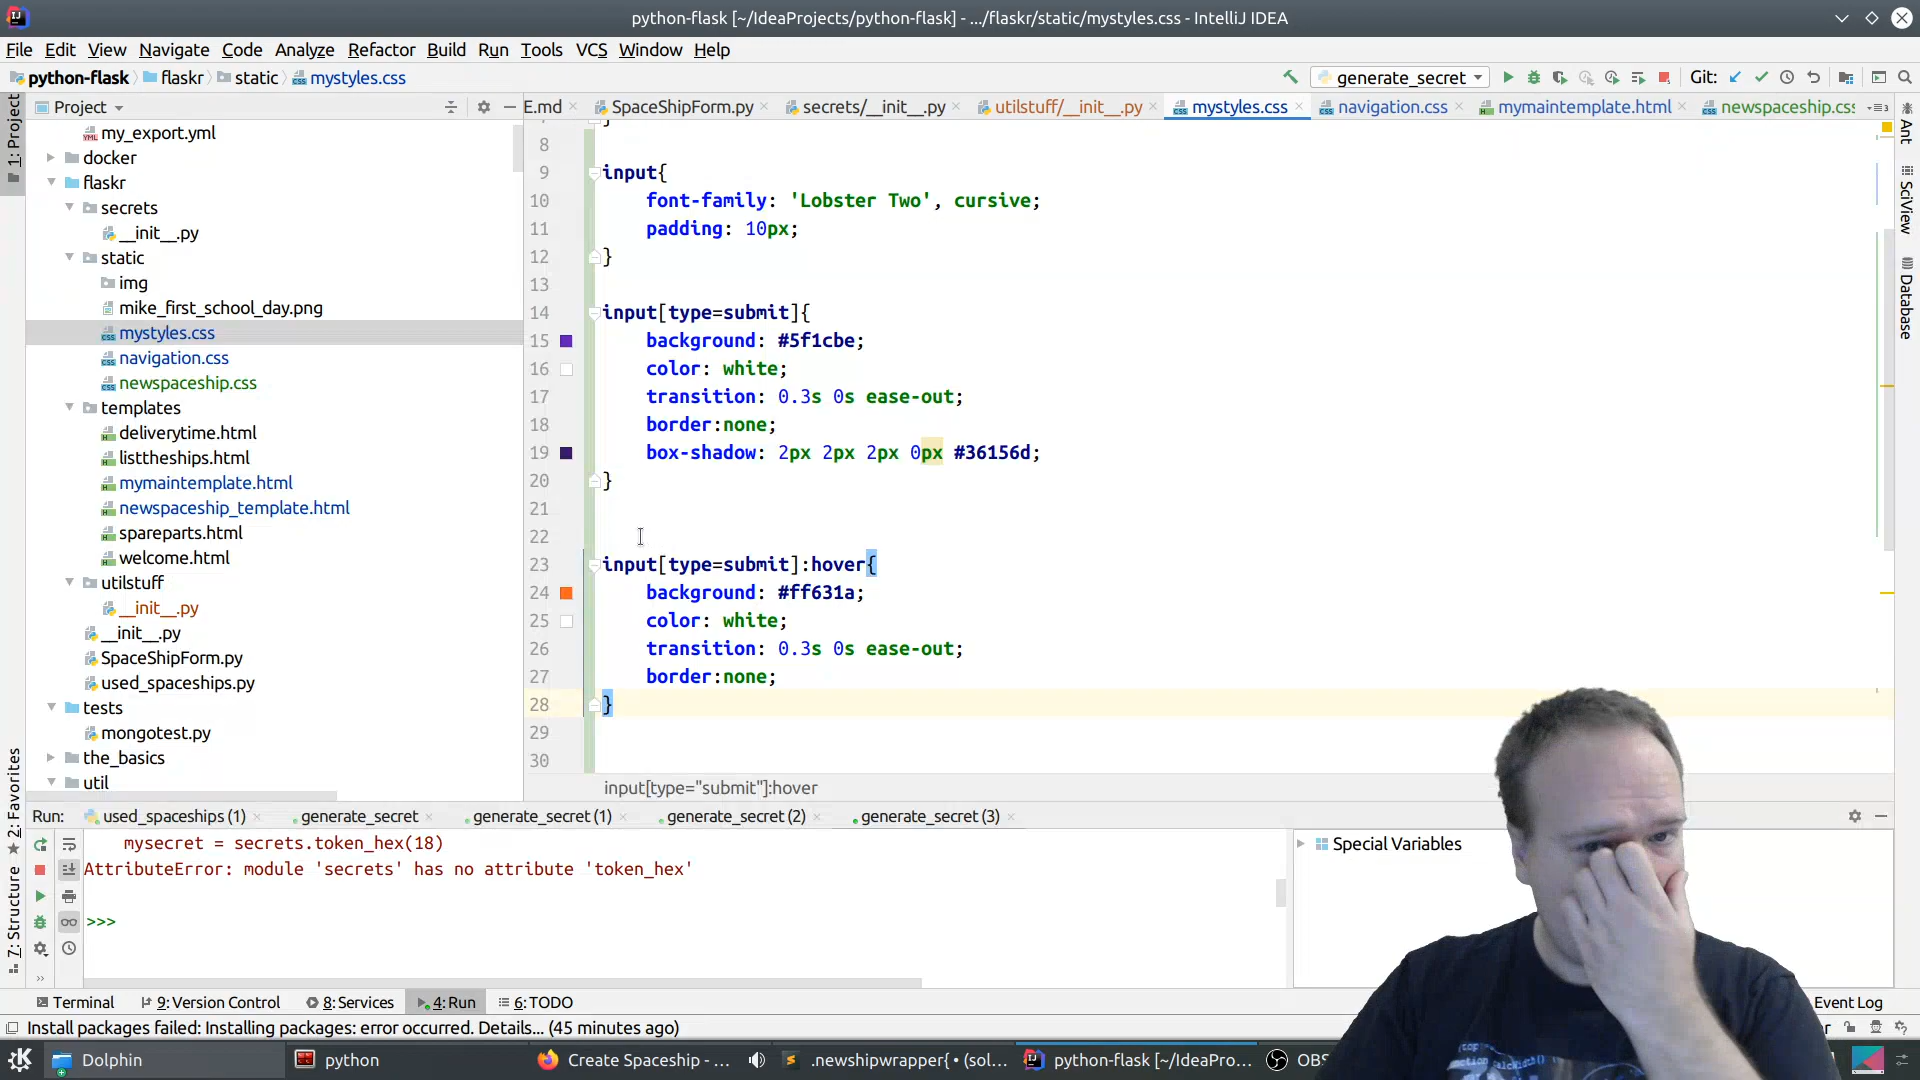 python-flask [~/IdeaProjects/python-flask] - .../flaskr/static/mystyles.css - IntelliJ IDEA
File Edit View Navigate Code Analyze Refactor Build Run Tools VCS Window Help
python-flask flaskr static mystyles.css generate_secret Git:
1: Project
Project
E.md SpaceShipForm.py secrets/__init__.py utilstuff/__init__.py mystyles.css navigation.css mymaintemplate.html newspaceship.css
Ant
SciView
Database
my_export.yml
docker
flaskr
secrets
__init__.py
static
img
mike_first_school_day.png
mystyles.css
navigation.css
newspaceship.css
templates
deliverytime.html
listtheships.html
mymaintemplate.html
newspaceship_template.html
spareparts.html
welcome.html
utilstuff
__init__.py
__init__.py
SpaceShipForm.py
used_spaceships.py
tests
mongotest.py
the_basics
util
8
9 input{
10 font-family: 'Lobster Two', cursive;
11 padding: 10px;
12 }
13
14 input[type=submit]{
15 background: #5f1cbe;
16 color: white;
17 transition: 0.3s 0s ease-out;
18 border:none;
19 box-shadow: 2px 2px 2px 0px #36156d;
20 }
21
22
23 input[type=submit]:hover{
24 background: #ff631a;
25 color: white;
26 transition: 0.3s 0s ease-out;
27 border:none;
28 }
29
30
input[type="submit"]:hover
2: Favorites
7: Structure
Run: used_spaceships (1) generate_secret generate_secret (1) generate_secret (2) generate_secret (3)
mysecret = secrets.token_hex(18)
AttributeError: module 'secrets' has no attribute 'token_hex'
>>>
Special Variables
Terminal 9: Version Control 8: Services 4: Run 6: TODO Event Log
Install packages failed: Installing packages: error occurred. Details... (45 minutes ago)
Dolphin python Create Spaceship - ... .newshipwrapper{ • (sol... python-flask [~/IdeaPro... OBS